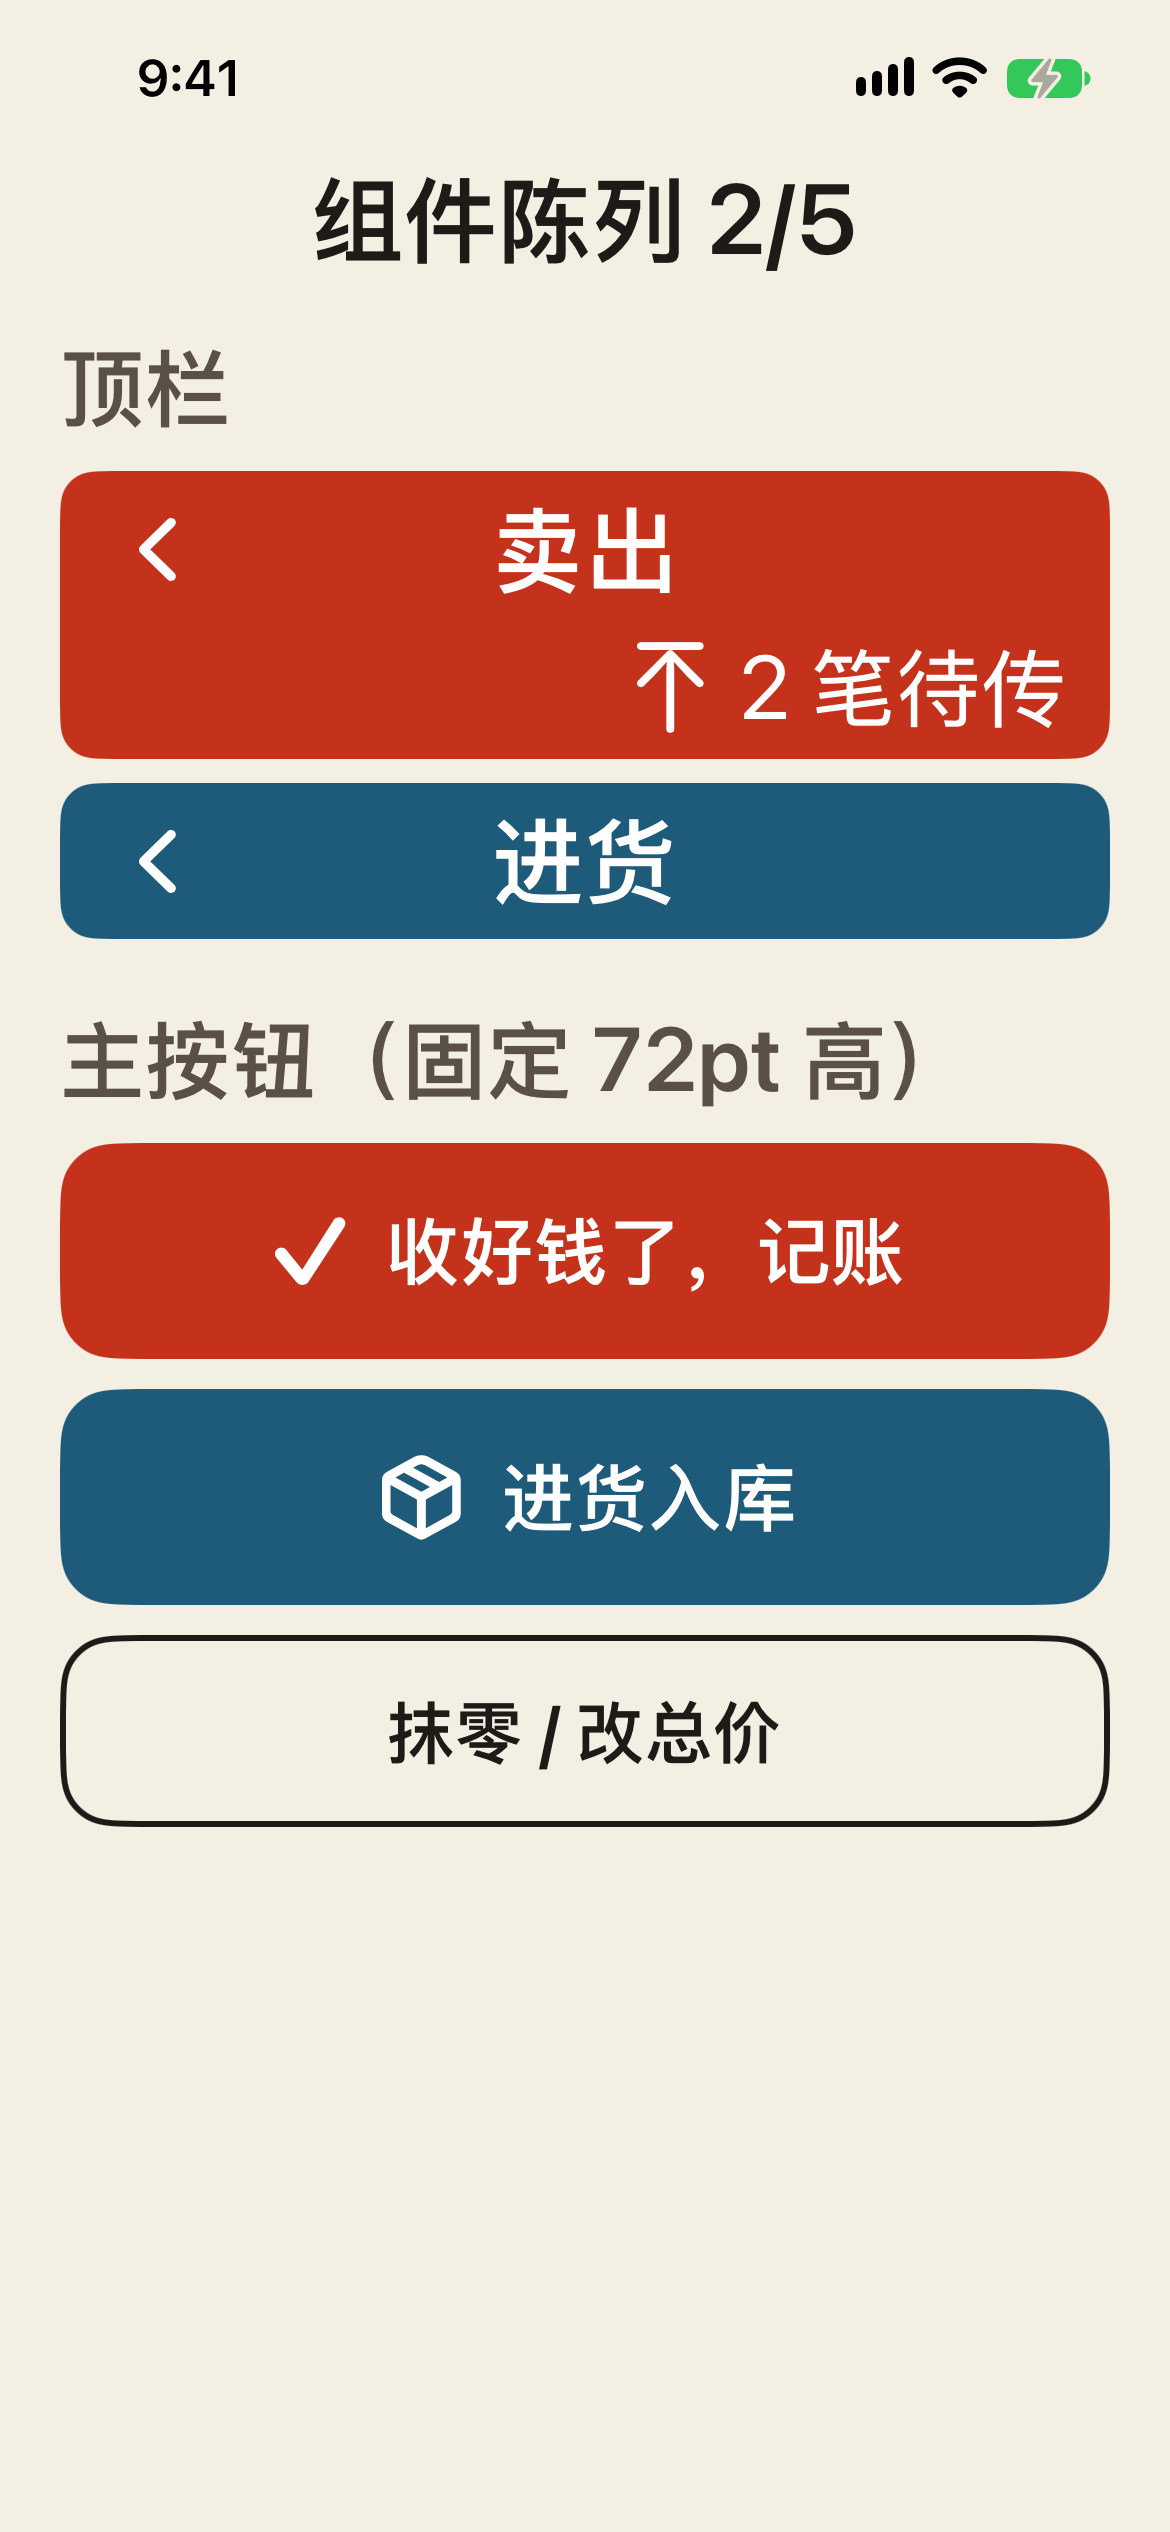 9:41
组件陈列 2/5
顶栏
卖出
2 笔待传
进货
主按钮（固定 72pt 高）
收好钱了，记账
进货入库
抹零 / 改总价